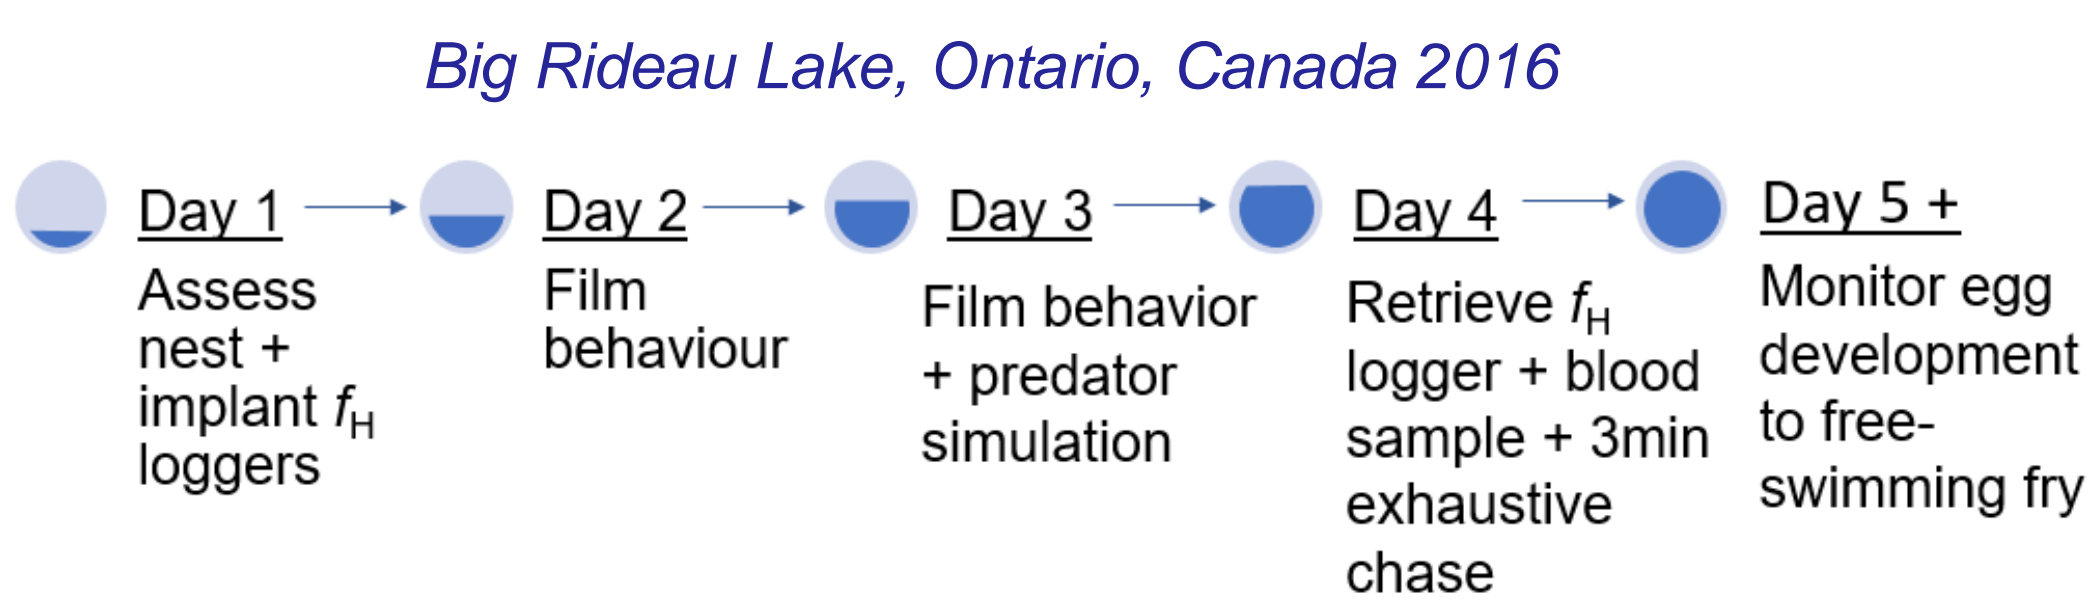 Big Rideau Lake, Ontario, Canada 2016
Day 1
Assess
nest +
implant fH
loggers
Day 2
Film
behaviour
Day 3
Film behavior
+ predator
simulation
Day 4
Retrieve fH
logger + blood
sample + 3min
exhaustive
chase
Day 5 +
Monitor egg
development
to free-
swimming fry